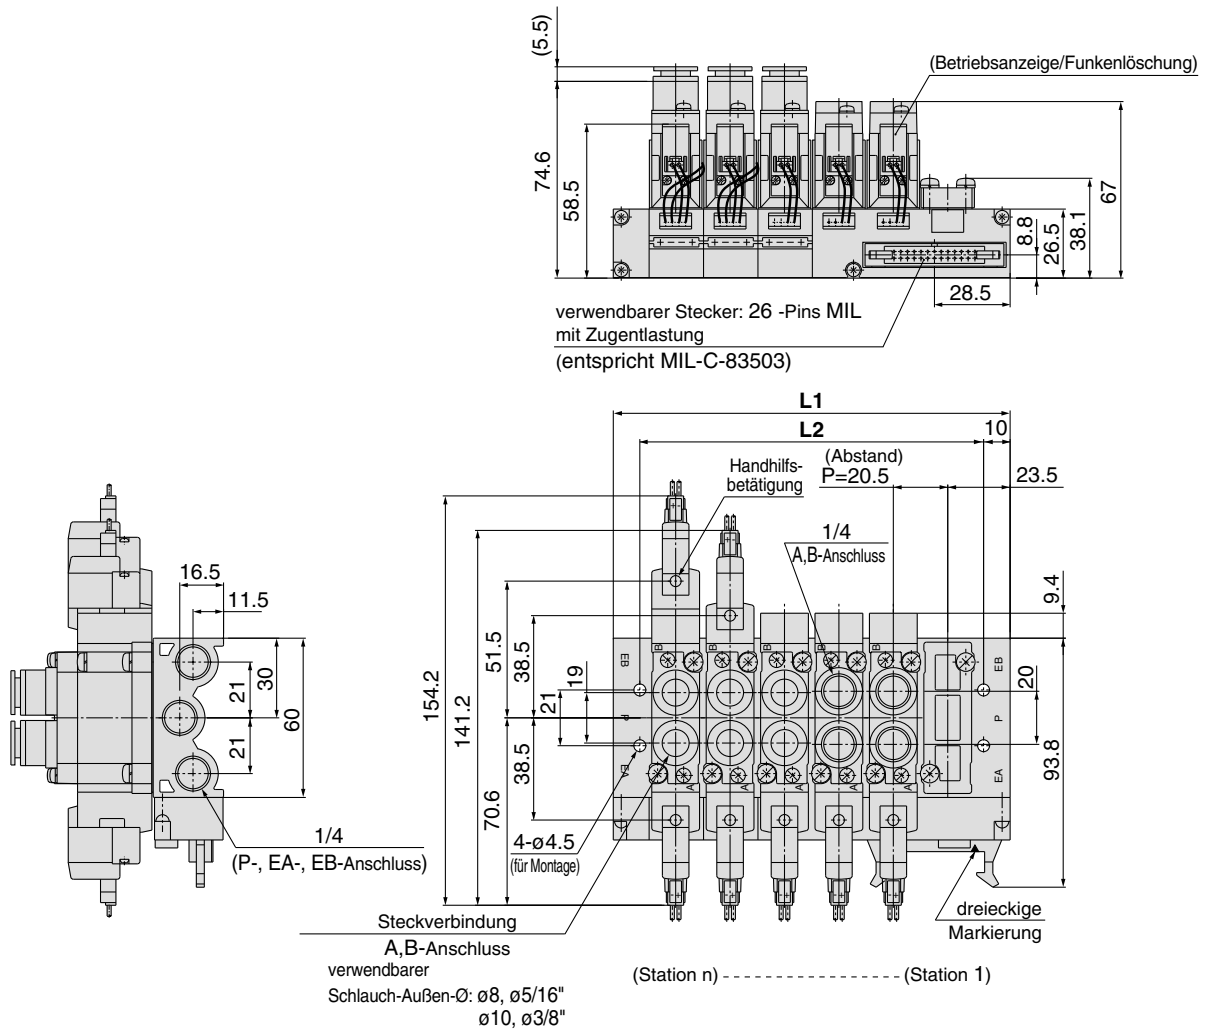 (5.5)
(Betriebsanzeige/Funkenlöschung)
74.6
58.5
67
38.1
26.5
8.8
28.5
verwendbarer Stecker: 26 -Pins MIL
mit Zugentlastung
(entspricht MIL-C-83503)
L1
L2
10
(Abstand)
P=20.5
23.5
Handhilfs-
betätigung
1/4
A,B-Anschluss
16.5
11.5
9.4
154.2
141.2
51.5
38.5
19
21
21
30
60
21
B
B
B
B
B
EB
EB
20
P
P
93.8
38.5
70.6
EA
EA
A
A
A
A
A
1/4
(P-, EA-, EB-Anschluss)
4-ø4.5
(für Montage)
Steckverbindung
A,B-Anschluss
verwendbarer
Schlauch-Außen-Ø: ø8, ø5/16"
ø10, ø3/8"
dreieckige
Markierung
(Station n) - - - - - - - - - - - - - - - - - - - (Station 1)